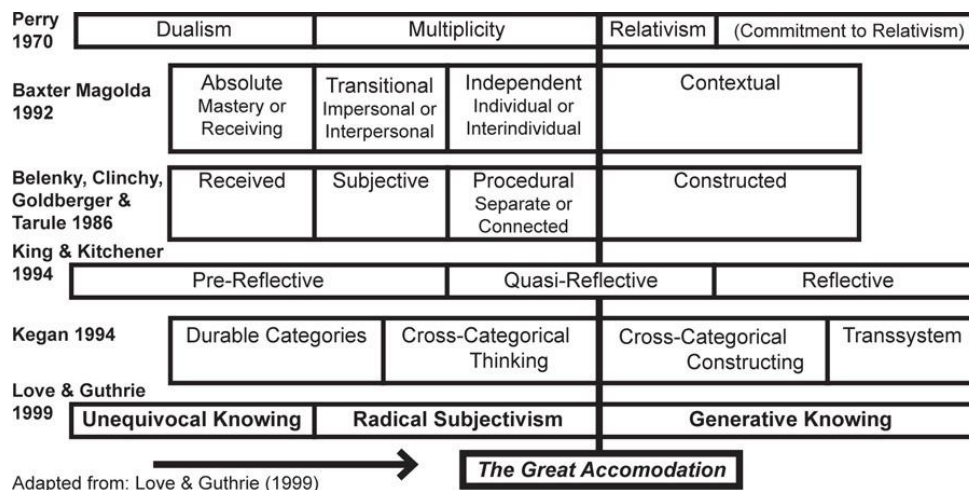 Perry
1970
Dualism
Multiplicity
Relativism
(Commitment to Relativism)
Baxter Magolda
1992
Absolute
Mastery or
Receiving
Transitional
Impersonal or
Interpersonal
Independent
Individual or
Interindividual
Contextual
Belenky, Clinchy,
Goldberger &
Tarule 1986
Received
Subjective
Procedural
Separate or
Connected
Constructed
King & Kitchener
1994
Pre-Reflective
Quasi-Reflective
Reflective
Kegan 1994
Durable Categories
Cross-Categorical
Thinking
Cross-Categorical
Constructing
Transsystem
Love & Guthrie
1999
Unequivocal Knowing
Radical Subjectivism
Generative Knowing
The Great Accomodation
Adapted from: Love & Guthrie (1999)